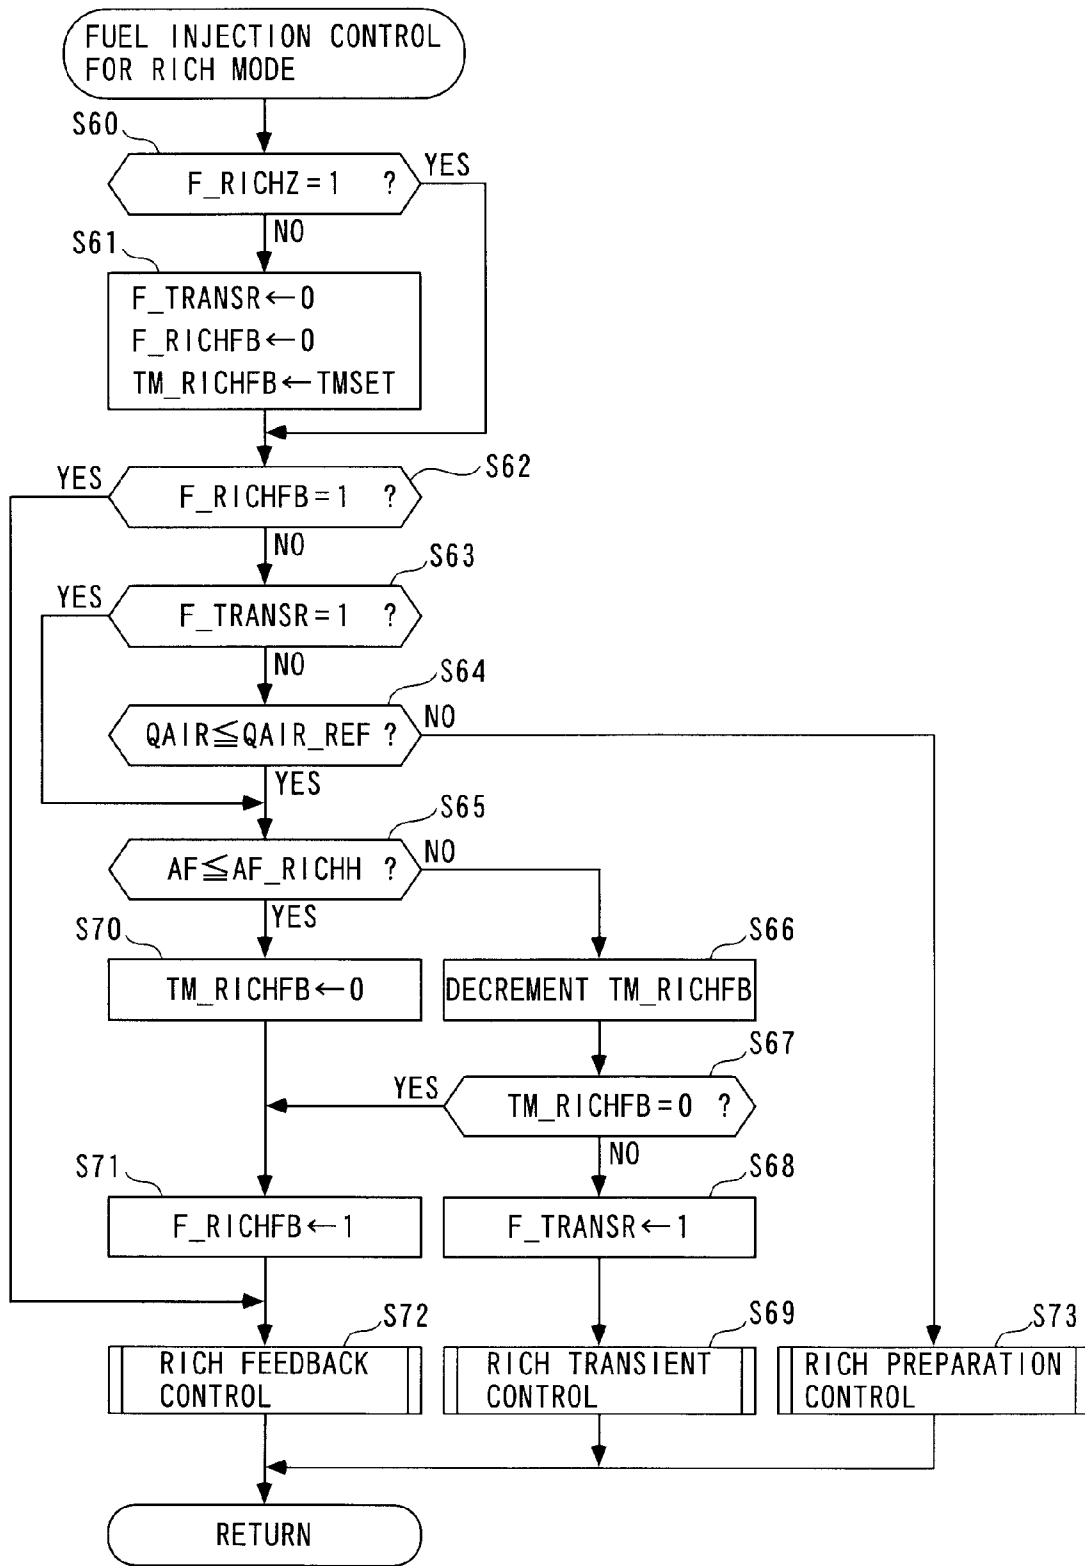 FUEL INJECTION CONTROL
FOR RICH MODE
S60
F_RICHZ=1 ?
YES
NO
S61
F_TRANSR←0
F_RICHFB←0
TM_RICHFB←TMSET
S62
YES
F_RICHFB=1 ?
NO
S63
YES
F_TRANSR=1 ?
NO
S64
QAIR≦QAIR_REF ?
NO
YES
S65
AF≦AF_RICHH ?
NO
YES
S70
S66
TM_RICHFB←0
DECREMENT TM_RICHFB
S67
YES
TM_RICHFB=0 ?
NO
S71
S68
F_RICHFB←1
F_TRANSR←1
S72
S69
S73
RICH FEEDBACK
CONTROL
RICH TRANSIENT
CONTROL
RICH PREPARATION
CONTROL
RETURN